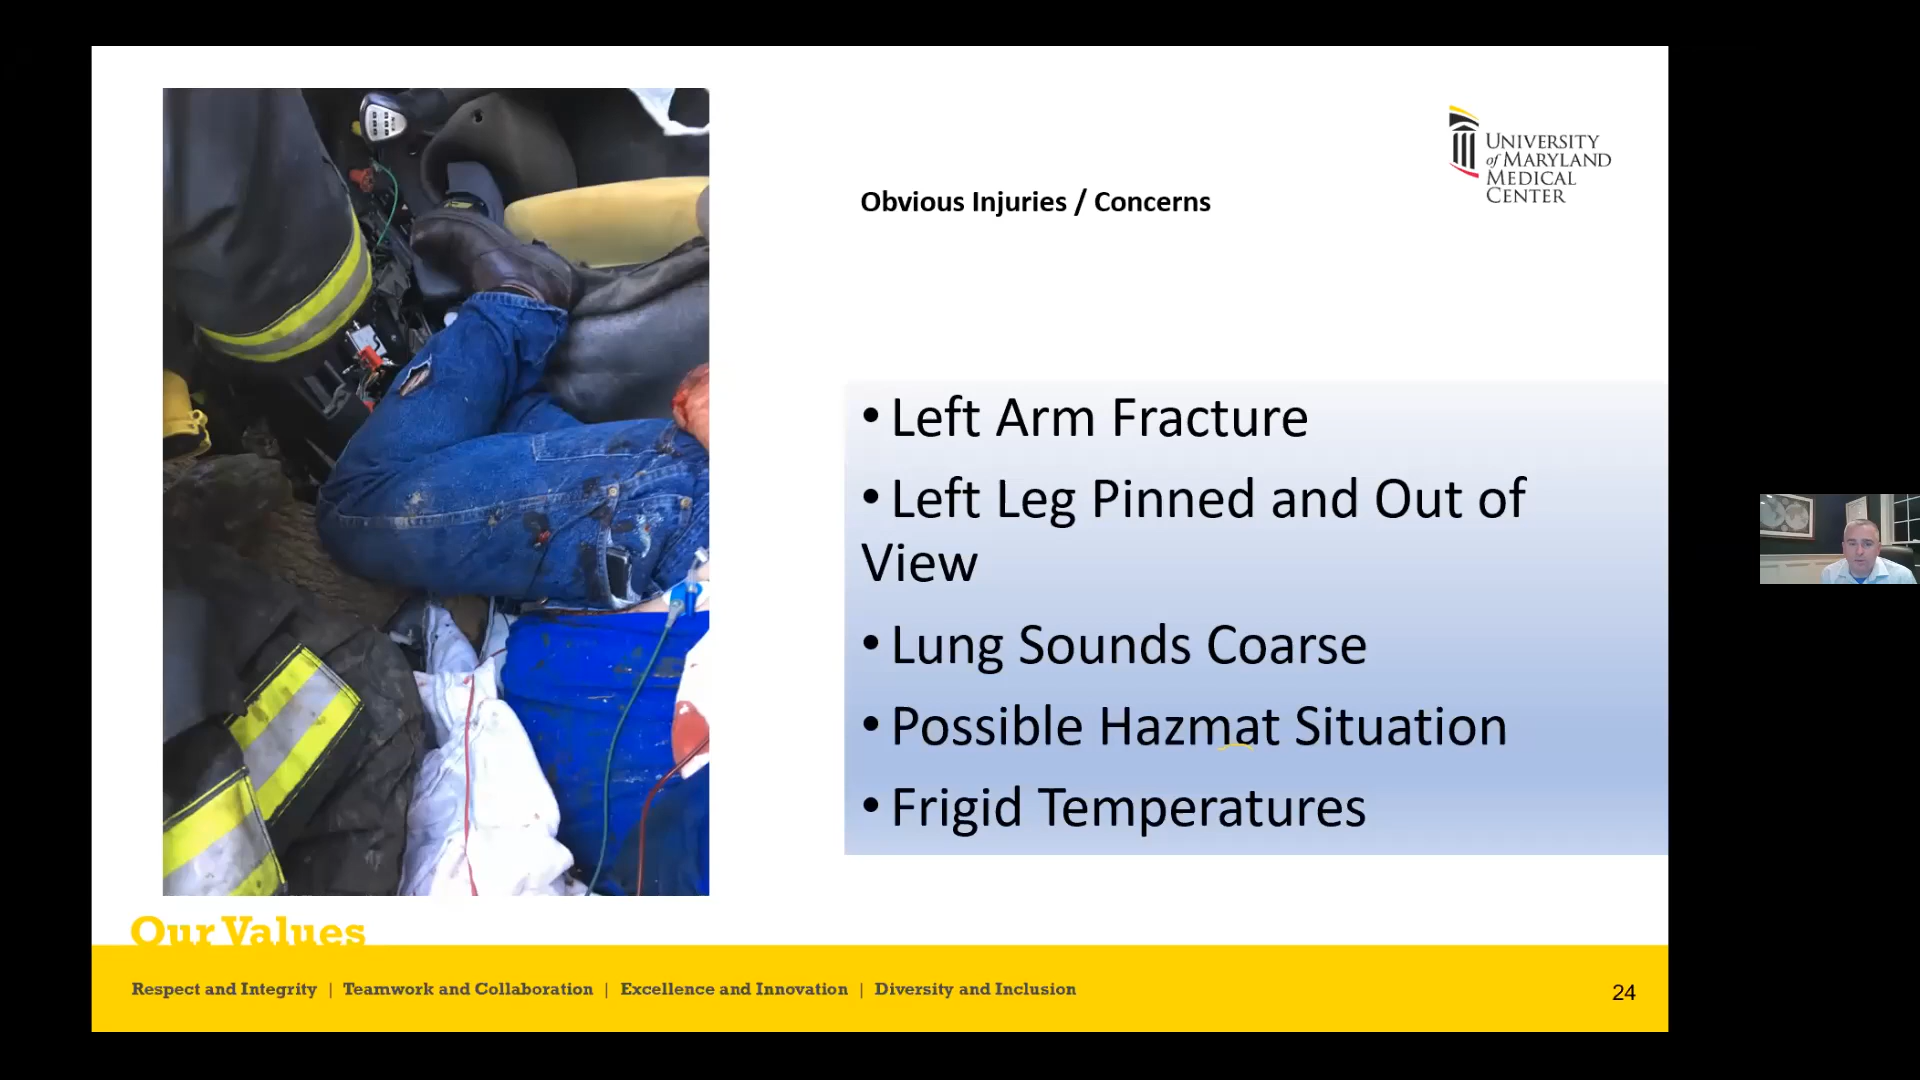 UNIVERSITY
of MARYLAND
MEDICAL
CENTER
Obvious Injuries / Concerns
• Left Arm Fracture
• Left Leg Pinned and Out of
View
• Lung Sounds Coarse
• Possible Hazmat Situation
• Frigid Temperatures
Our Values
Respect and Integrity | Teamwork and Collaboration | Excellence and Innovation | Diversity and Inclusion
24